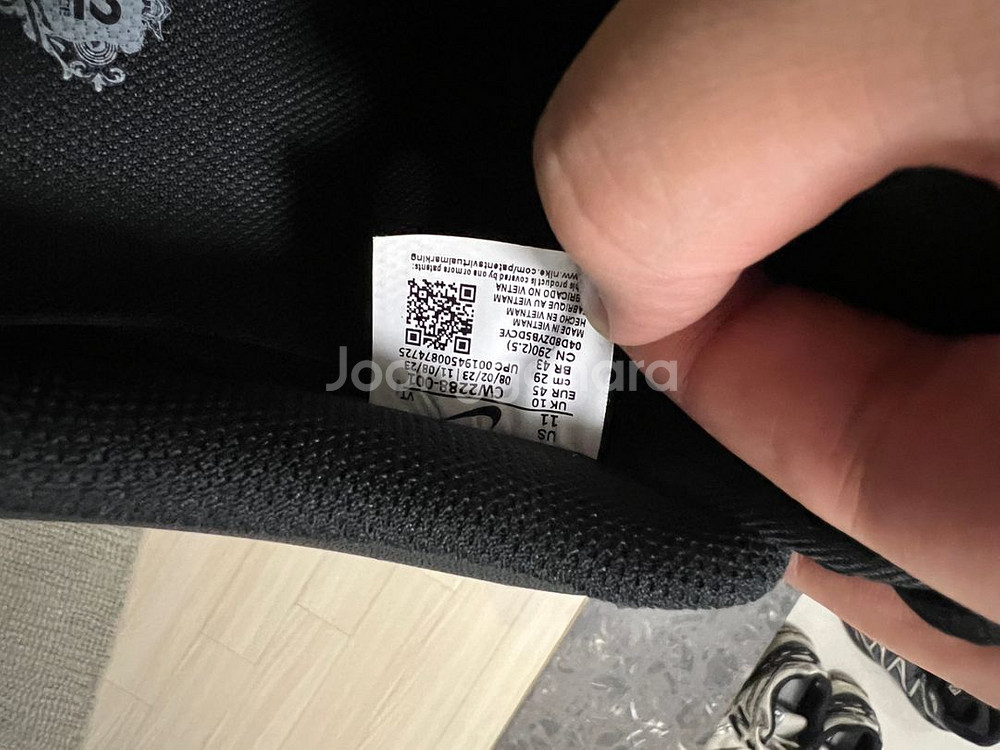 US
11
UK 10
EUR 45
cm 29
BR 43
CN 290(2.5)
VT
CW2288-001
08/02/23 | 11/08/23
UPC 00194500874725
04D8DZYBSDCYE
MADE IN VIETNAM
HECHO EN VIETNAM
FABRIQUE AU VIETNAM
FABRICADO NO VIETNA
This product is covered by one or more patents:
www.nike.com/patentsvirtualmarking